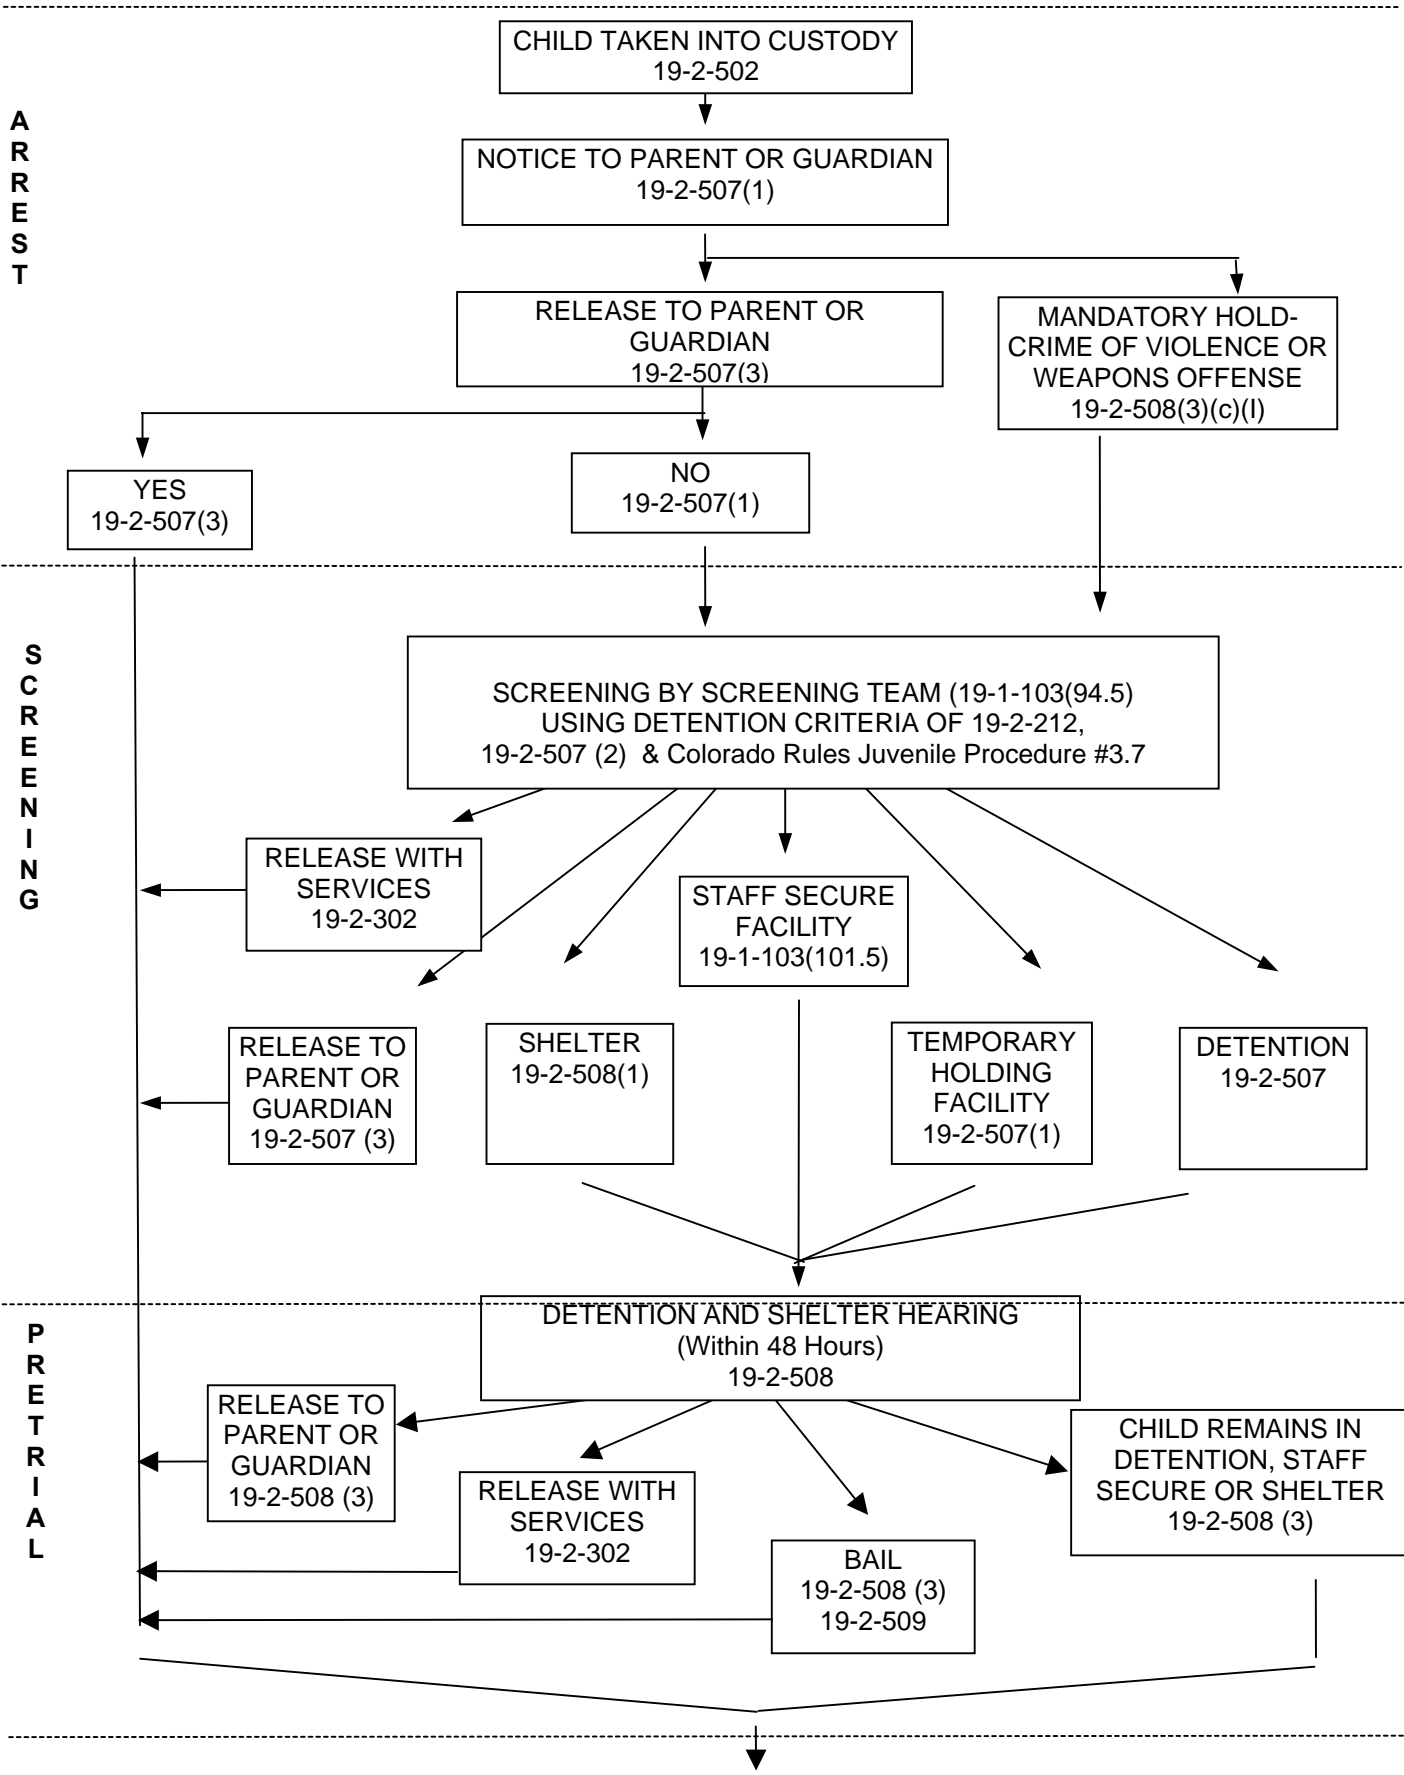 ARREST
CHILD TAKEN INTO CUSTODY
19-2-502
NOTICE TO PARENT OR GUARDIAN
19-2-507(1)
RELEASE TO PARENT OR
GUARDIAN
19-2-507(3)
MANDATORY HOLD-
CRIME OF VIOLENCE OR
WEAPONS OFFENSE
19-2-508(3)(c)(I)
YES
19-2-507(3)
NO
19-2-507(1)
SCREENING
SCREENING BY SCREENING TEAM (19-1-103(94.5)
USING DETENTION CRITERIA OF 19-2-212,
19-2-507 (2) & Colorado Rules Juvenile Procedure #3.7
RELEASE WITH
SERVICES
19-2-302
STAFF SECURE
FACILITY
19-1-103(101.5)
RELEASE TO
PARENT OR
GUARDIAN
19-2-507 (3)
SHELTER
19-2-508(1)
TEMPORARY
HOLDING
FACILITY
19-2-507(1)
DETENTION
19-2-507
PRETRIAL
DETENTION AND SHELTER HEARING
(Within 48 Hours)
19-2-508
RELEASE TO
PARENT OR
GUARDIAN
19-2-508 (3)
RELEASE WITH
SERVICES
19-2-302
BAIL
19-2-508 (3)
19-2-509
CHILD REMAINS IN
DETENTION, STAFF
SECURE OR SHELTER
19-2-508 (3)